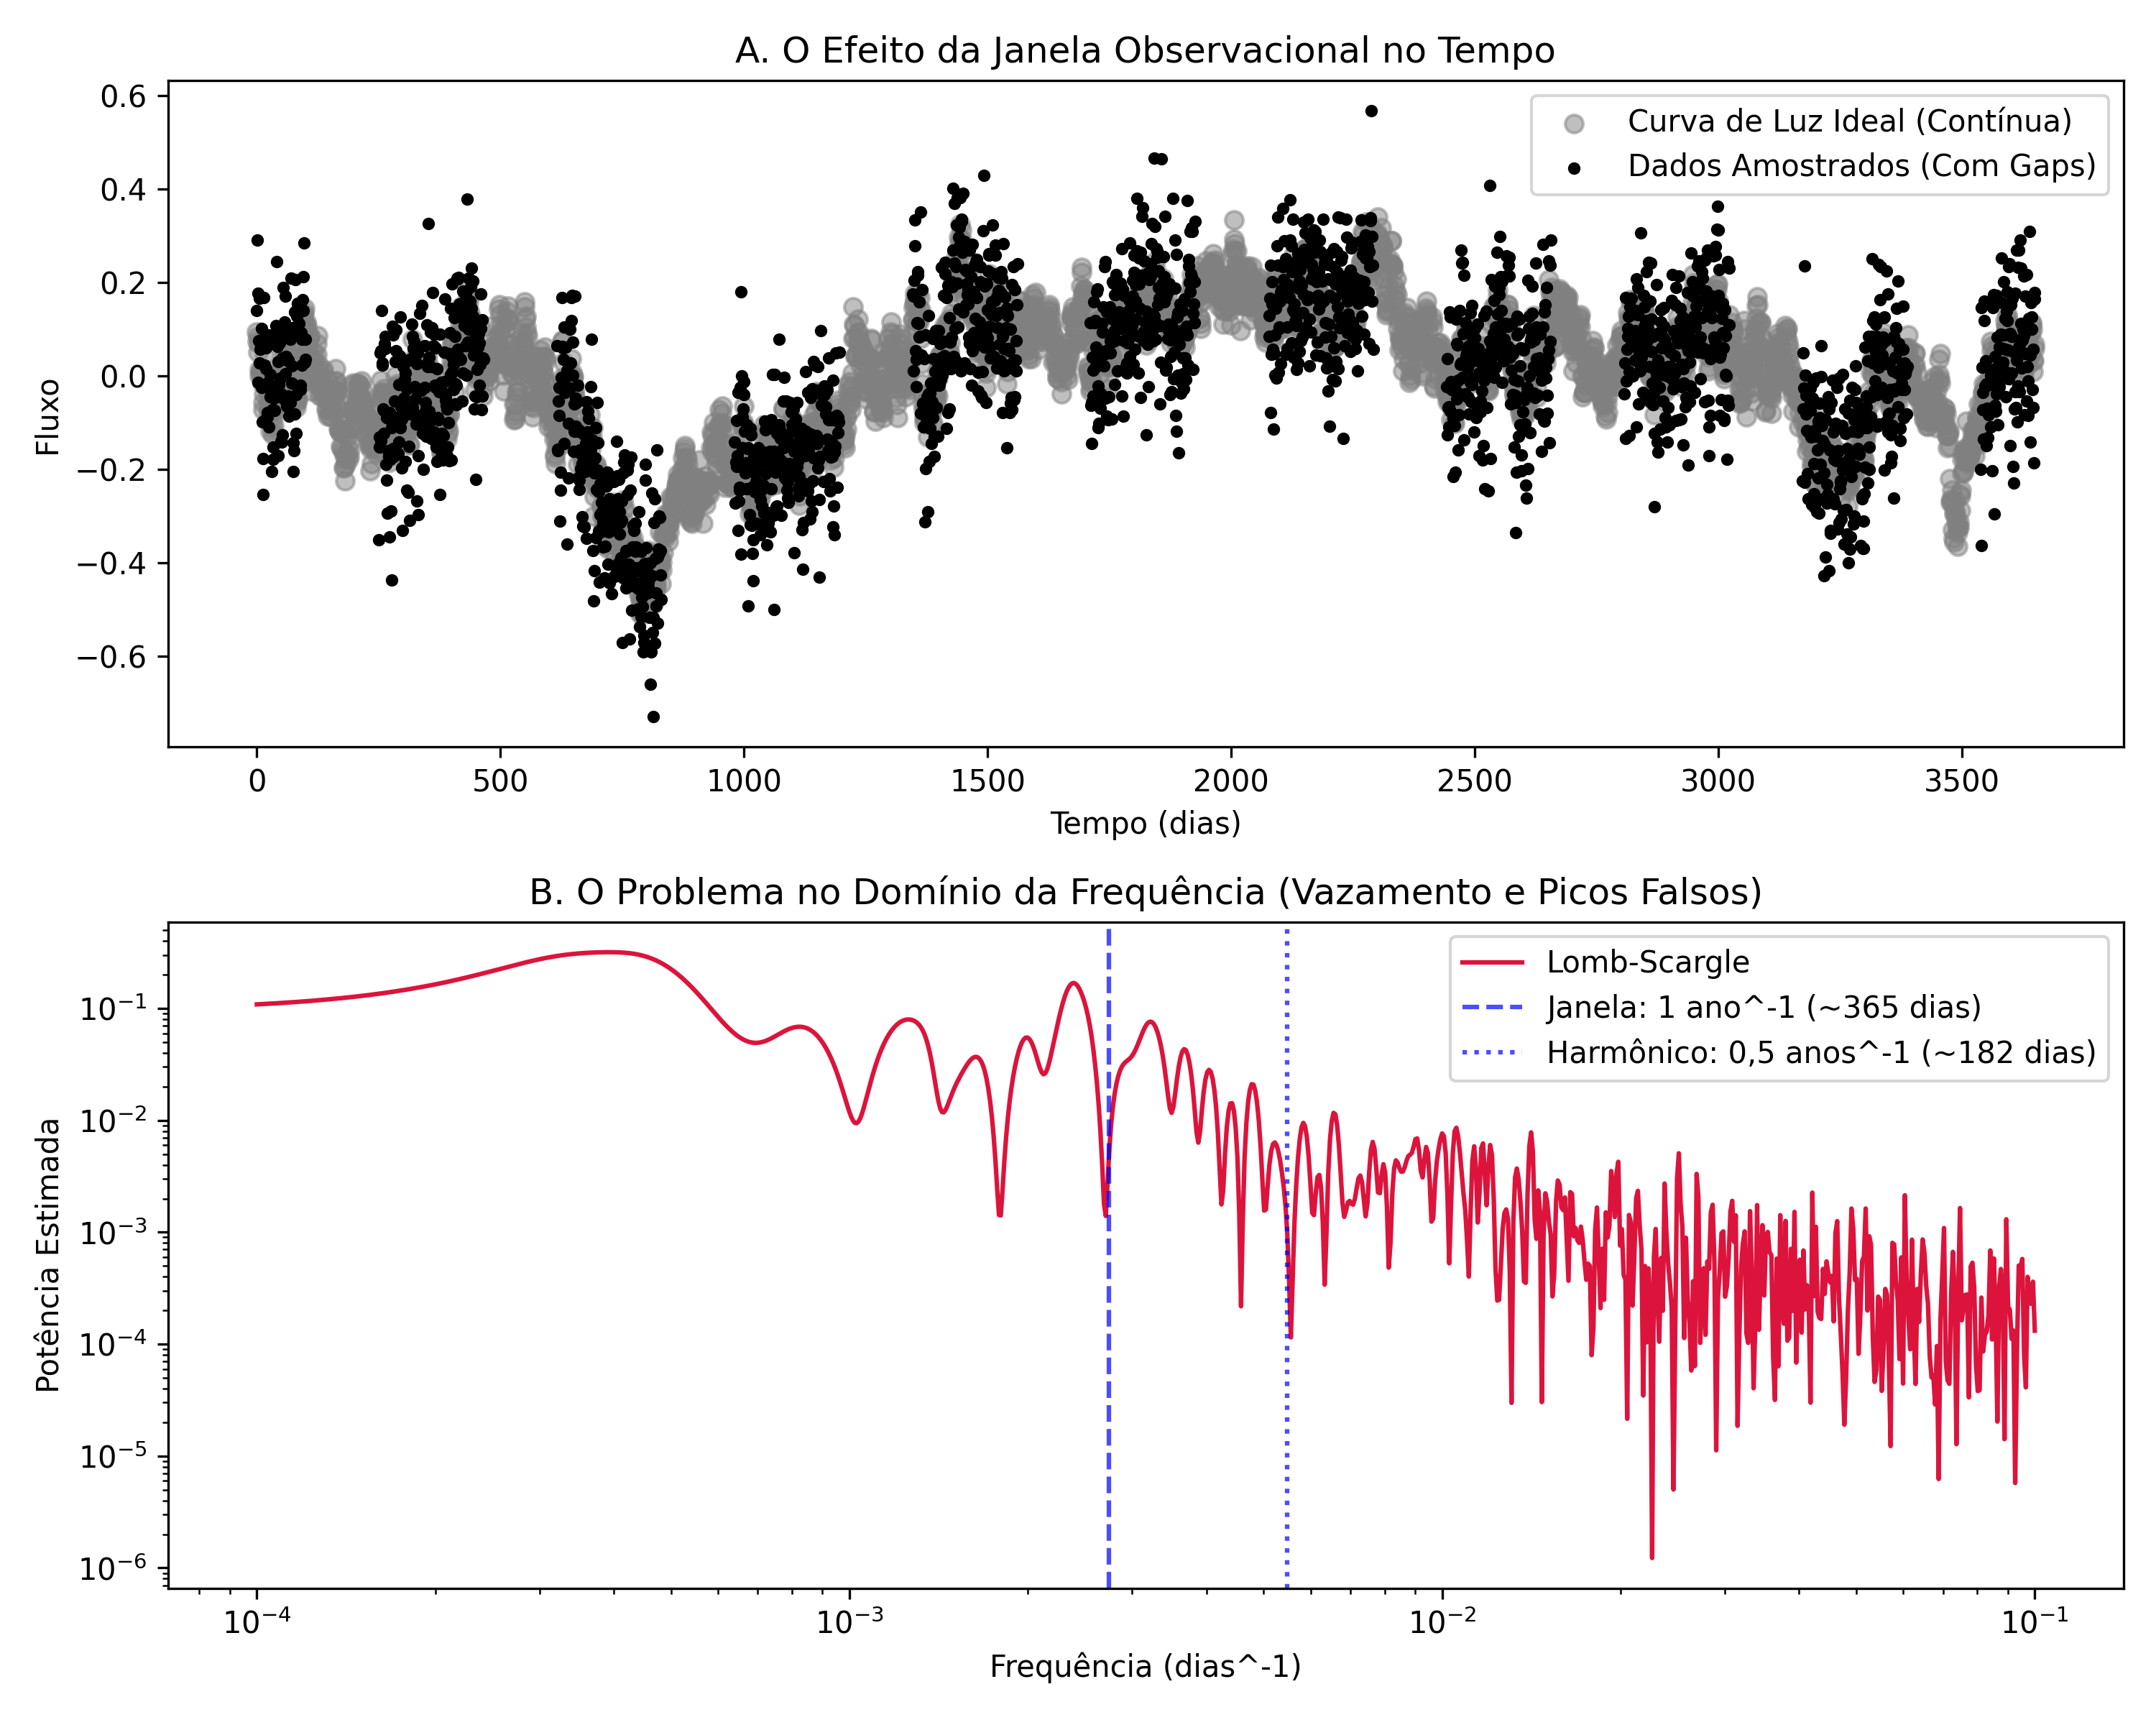 A. O Efeito da Janela Observacional no Tempo
Curva de Luz Ideal (Contínua)
Dados Amostrados (Com Gaps)
Fluxo
0.6
0.4
0.2
0.0
−0.2
−0.4
−0.6
0 500 1000 1500 2000 2500 3000 3500
Tempo (dias)
B. O Problema no Domínio da Frequência (Vazamento e Picos Falsos)
Lomb-Scargle
Janela: 1 ano^-1 (~365 dias)
Harmônico: 0,5 anos^-1 (~182 dias)
Potência Estimada
10⁻¹
10⁻²
10⁻³
10⁻⁴
10⁻⁵
10⁻⁶
10⁻⁴ 10⁻³ 10⁻² 10⁻¹
Frequência (dias^-1)